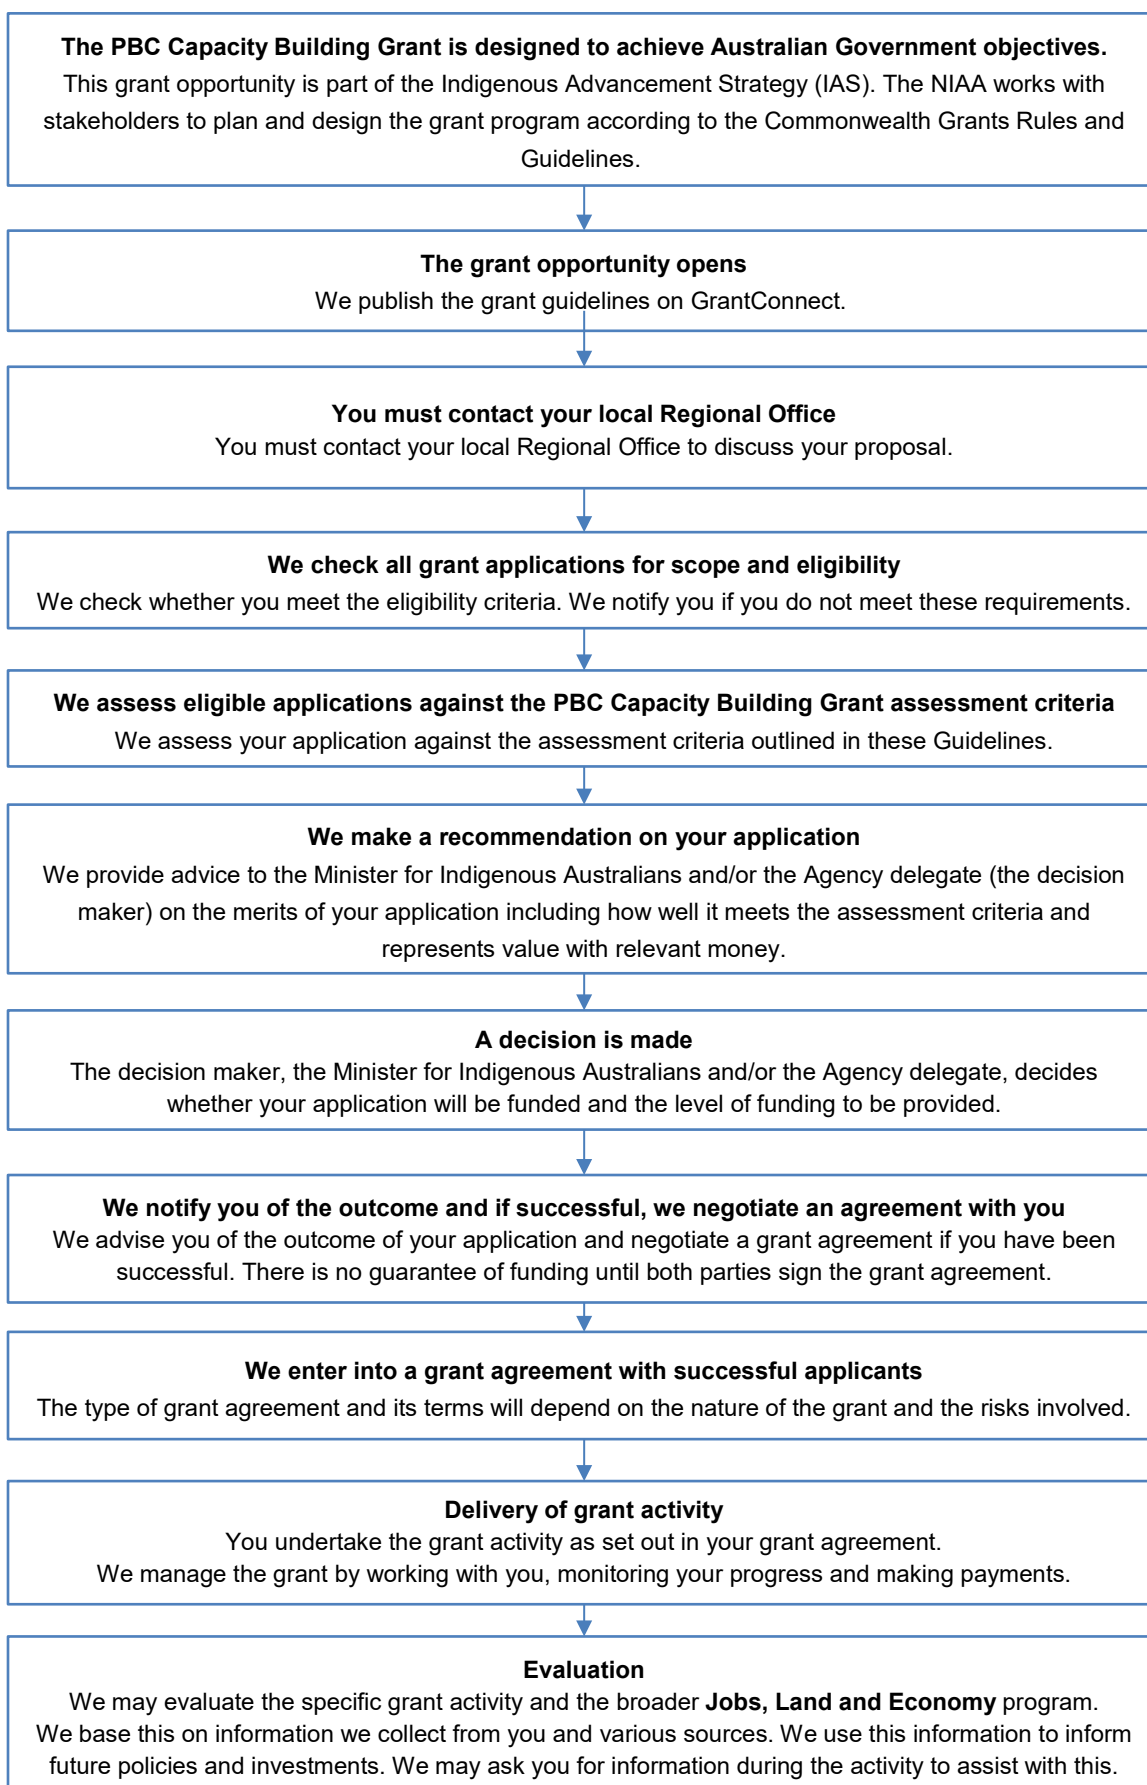 The PBC Capacity Building Grant is designed to achieve Australian Government objectives.
This grant opportunity is part of the Indigenous Advancement Strategy (IAS). The NIAA works with
stakeholders to plan and design the grant program according to the Commonwealth Grants Rules and
Guidelines.
The grant opportunity opens
We publish the grant guidelines on GrantConnect.
You must contact your local Regional Office
You must contact your local Regional Office to discuss your proposal.
We check all grant applications for scope and eligibility
We check whether you meet the eligibility criteria. We notify you if you do not meet these requirements.
We assess eligible applications against the PBC Capacity Building Grant assessment criteria
We assess your application against the assessment criteria outlined in these Guidelines.
We make a recommendation on your application
We provide advice to the Minister for Indigenous Australians and/or the Agency delegate (the decision
maker) on the merits of your application including how well it meets the assessment criteria and
represents value with relevant money.
A decision is made
The decision maker, the Minister for Indigenous Australians and/or the Agency delegate, decides
whether your application will be funded and the level of funding to be provided.
We notify you of the outcome and if successful, we negotiate an agreement with you
We advise you of the outcome of your application and negotiate a grant agreement if you have been
successful. There is no guarantee of funding until both parties sign the grant agreement.
We enter into a grant agreement with successful applicants
The type of grant agreement and its terms will depend on the nature of the grant and the risks involved.
Delivery of grant activity
You undertake the grant activity as set out in your grant agreement.
We manage the grant by working with you, monitoring your progress and making payments.
Evaluation
We may evaluate the specific grant activity and the broader Jobs, Land and Economy program.
We base this on information we collect from you and various sources. We use this information to inform
future policies and investments. We may ask you for information during the activity to assist with this.